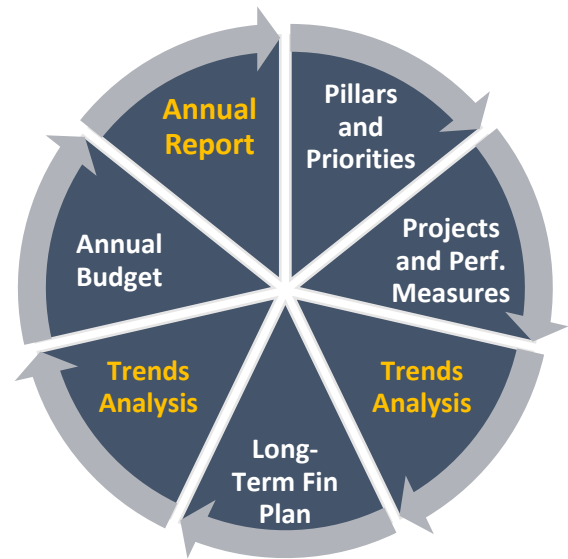 Annual
Report
Pillars
and
Priorities
Projects
and Perf.
Measures
Trends
Analysis
Long-
Term Fin
Plan
Trends
Analysis
Annual
Budget